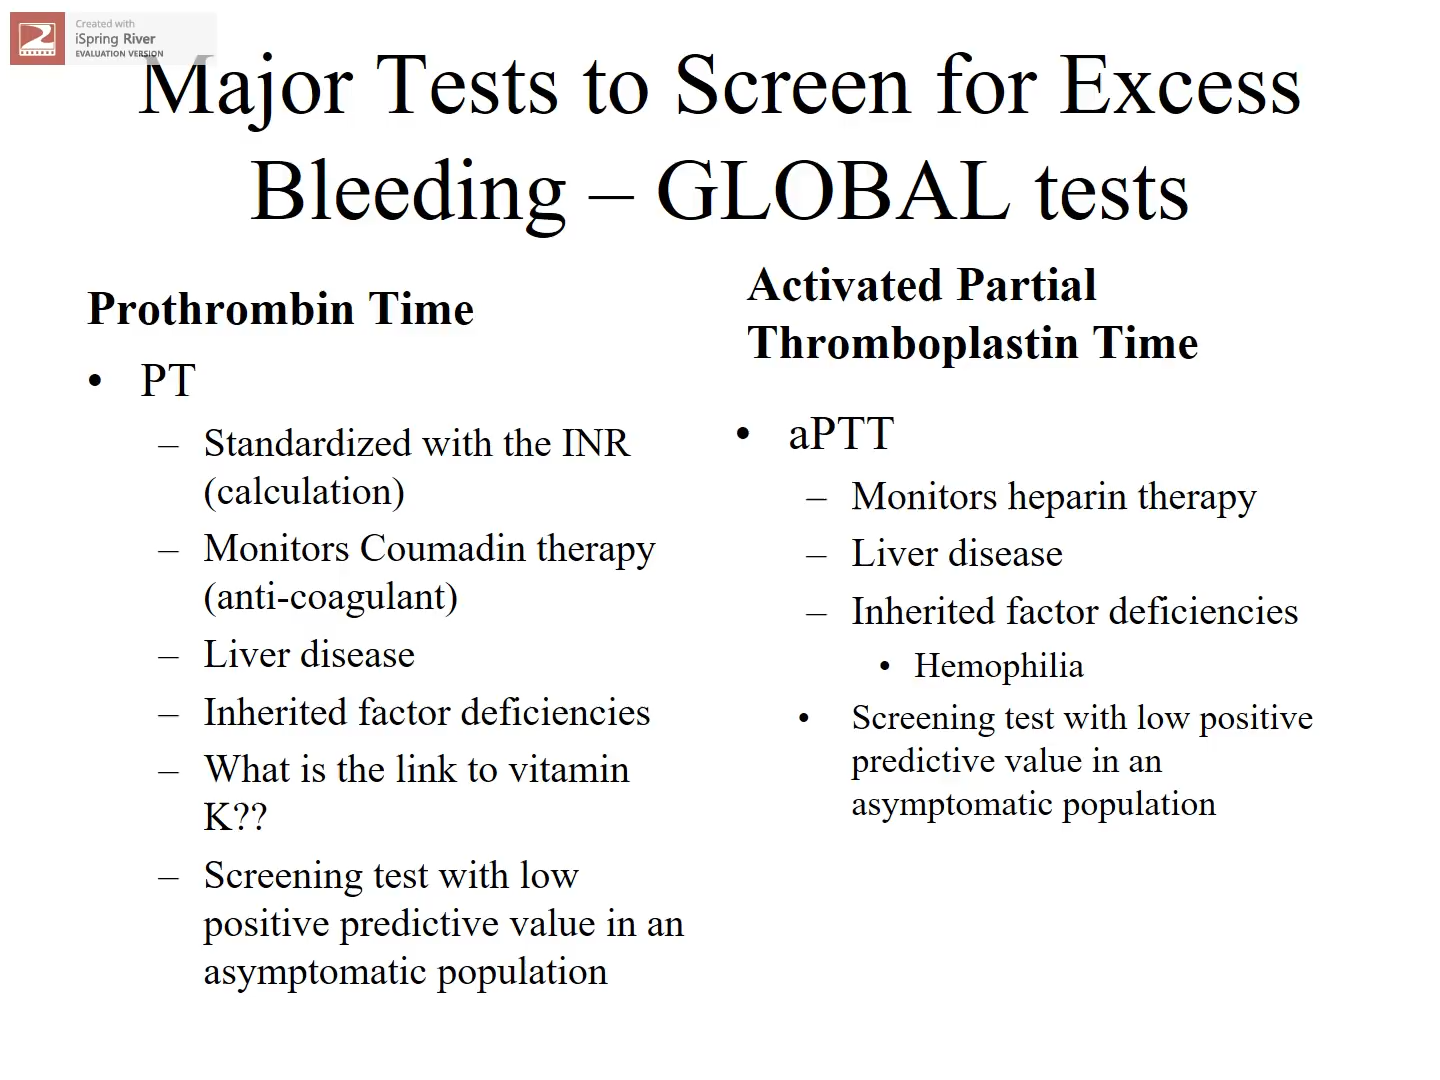 Created with
iSpring River
EVALUATION VERSION
Major Tests to Screen for Excess
Bleeding – GLOBAL tests
Prothrombin Time
• PT
– Standardized with the INR
(calculation)
– Monitors Coumadin therapy
(anti-coagulant)
– Liver disease
– Inherited factor deficiencies
– What is the link to vitamin
K??
– Screening test with low
positive predictive value in an
asymptomatic population
Activated Partial
Thromboplastin Time
• aPTT
– Monitors heparin therapy
– Liver disease
– Inherited factor deficiencies
• Hemophilia
• Screening test with low positive
predictive value in an
asymptomatic population